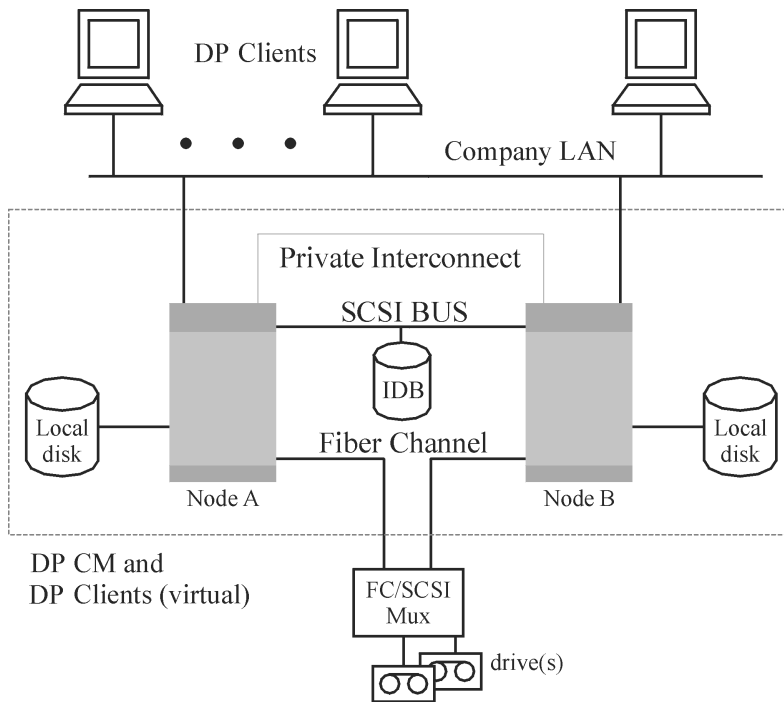 DP Clients
Company LAN
Private Interconnect
SCSI BUS
IDB
Local
disk
Local
disk
Fiber Channel
Node A
Node B
DP CM and
DP Clients (virtual)
FC/SCSI
Mux
drive(s)